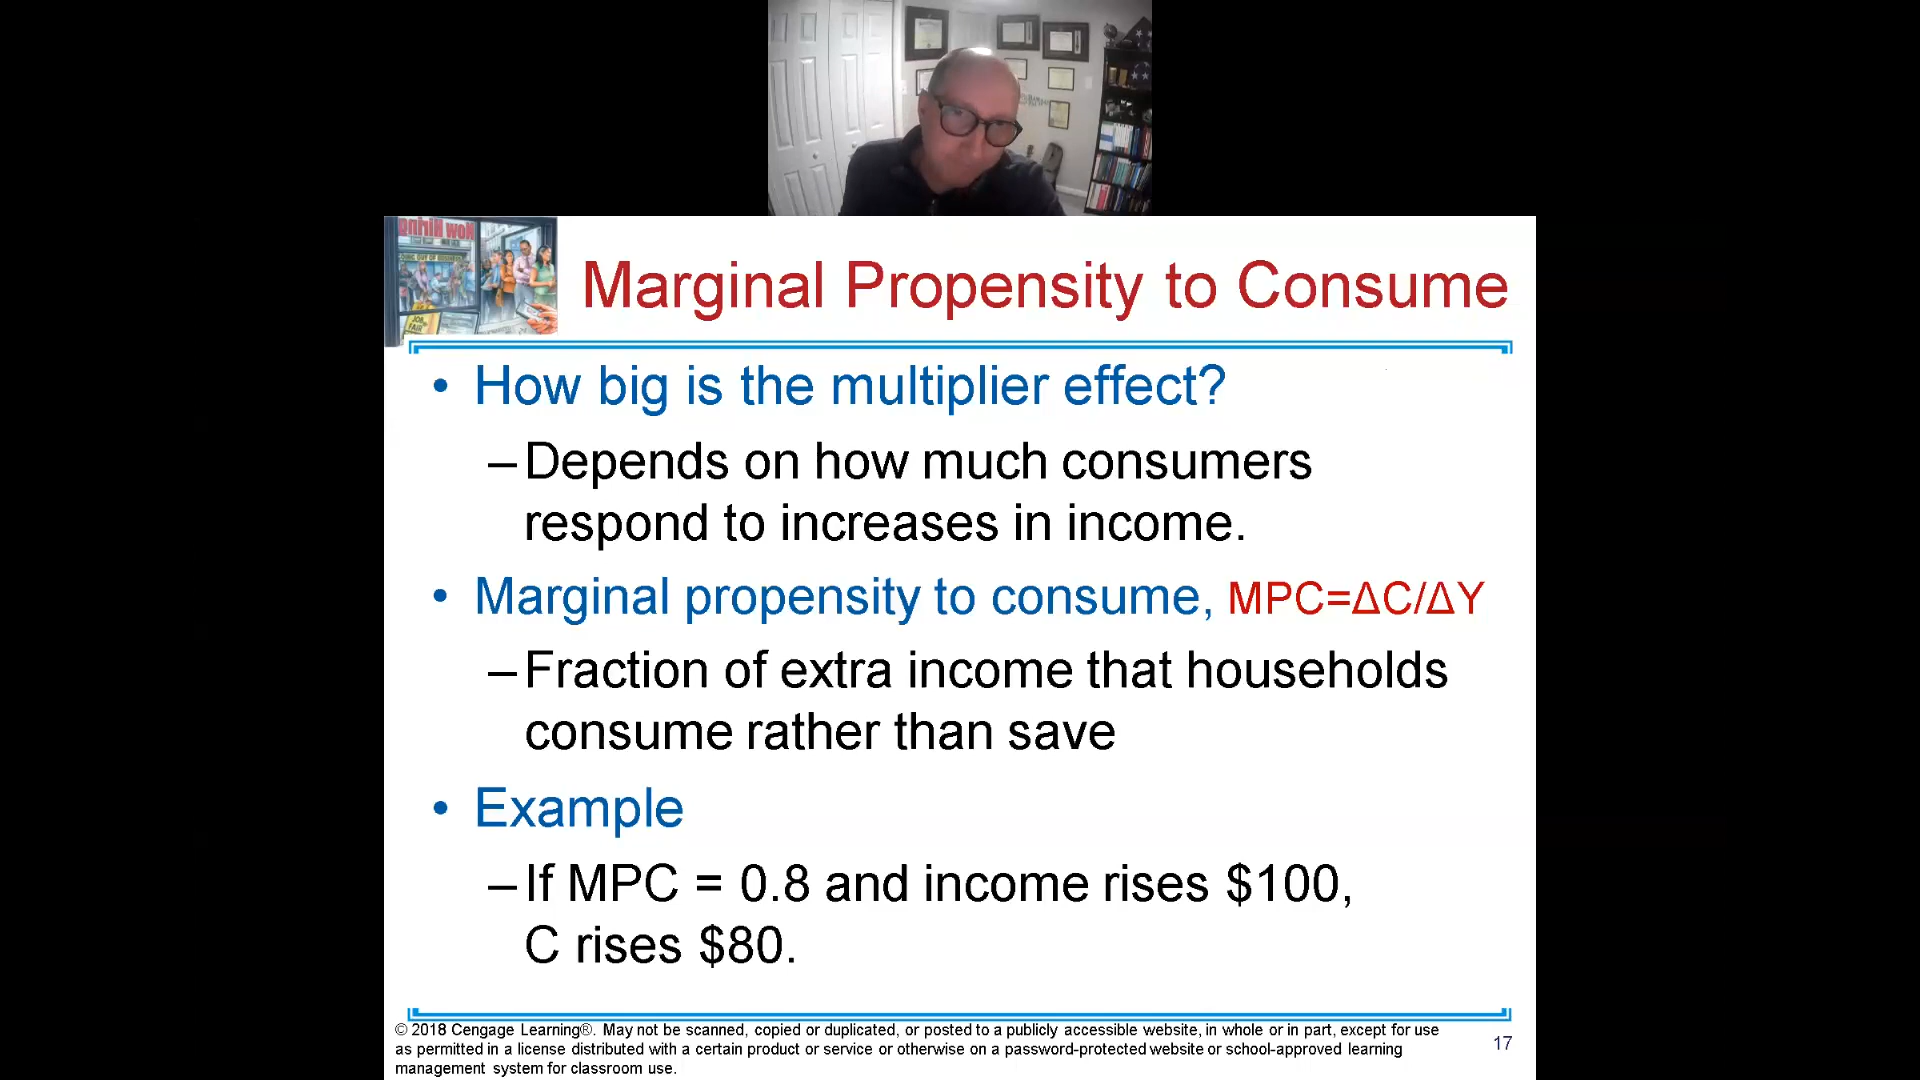 Now Hiring
JOB
FAIR
Marginal Propensity to Consume
• How big is the multiplier effect?
– Depends on how much consumers
respond to increases in income.
• Marginal propensity to consume, MPC=ΔC/ΔY
– Fraction of extra income that households
consume rather than save
• Example
– If MPC = 0.8 and income rises $100,
C rises $80.
© 2018 Cengage Learning®. May not be scanned, copied or duplicated, or posted to a publicly accessible website, in whole or in part, except for use
as permitted in a license distributed with a certain product or service or otherwise on a password-protected website or school-approved learning
management system for classroom use.
17